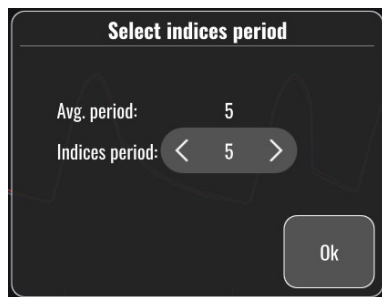 Select indices period
Avg. period: 5
Indices period: < 5 >
Ok